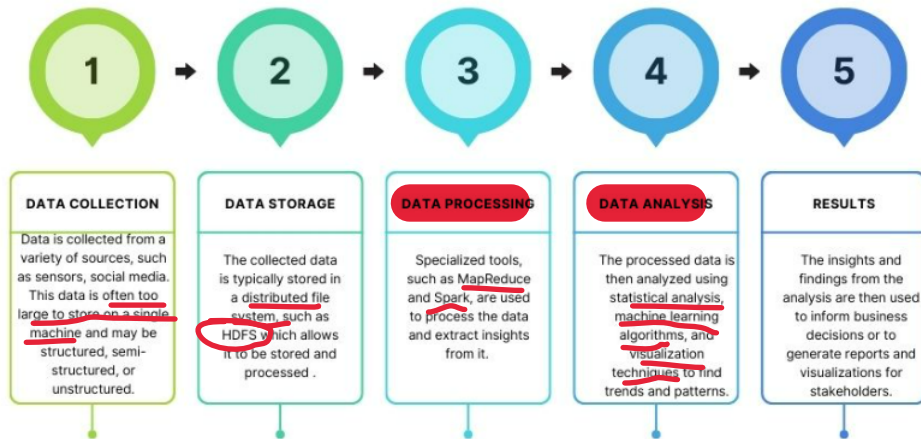 1
2
3
4
5
DATA COLLECTION
Data is collected from a
variety of sources, such
as sensors, social media.
This data is often too
large to store on a single
machine and may be
structured, semi-
structured, or
unstructured.
DATA STORAGE
The collected data
is typically stored in
a distributed file
system, such as
HDFS which allows
it to be stored and
processed .
DATA PROCESSING
Specialized tools,
such as MapReduce
and Spark, are used
to process the data
and extract insights
from it.
DATA ANALYSIS
The processed data is
then analyzed using
statistical analysis,
machine learning
algorithms, and
visualization
techniques to find
trends and patterns.
RESULTS
The insights and
findings from the
analysis are then used
to inform business
decisions or to
generate reports and
visualizations for
stakeholders.